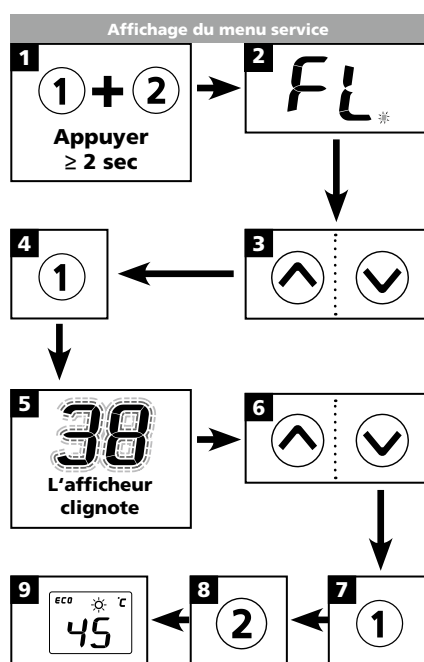 Affichage du menu service
1
1 + 2
Appuyer
≥ 2 sec
2
FL
3
4
1
5
38
L'afficheur
clignote
6
7
1
8
2
9
ECO °C
45